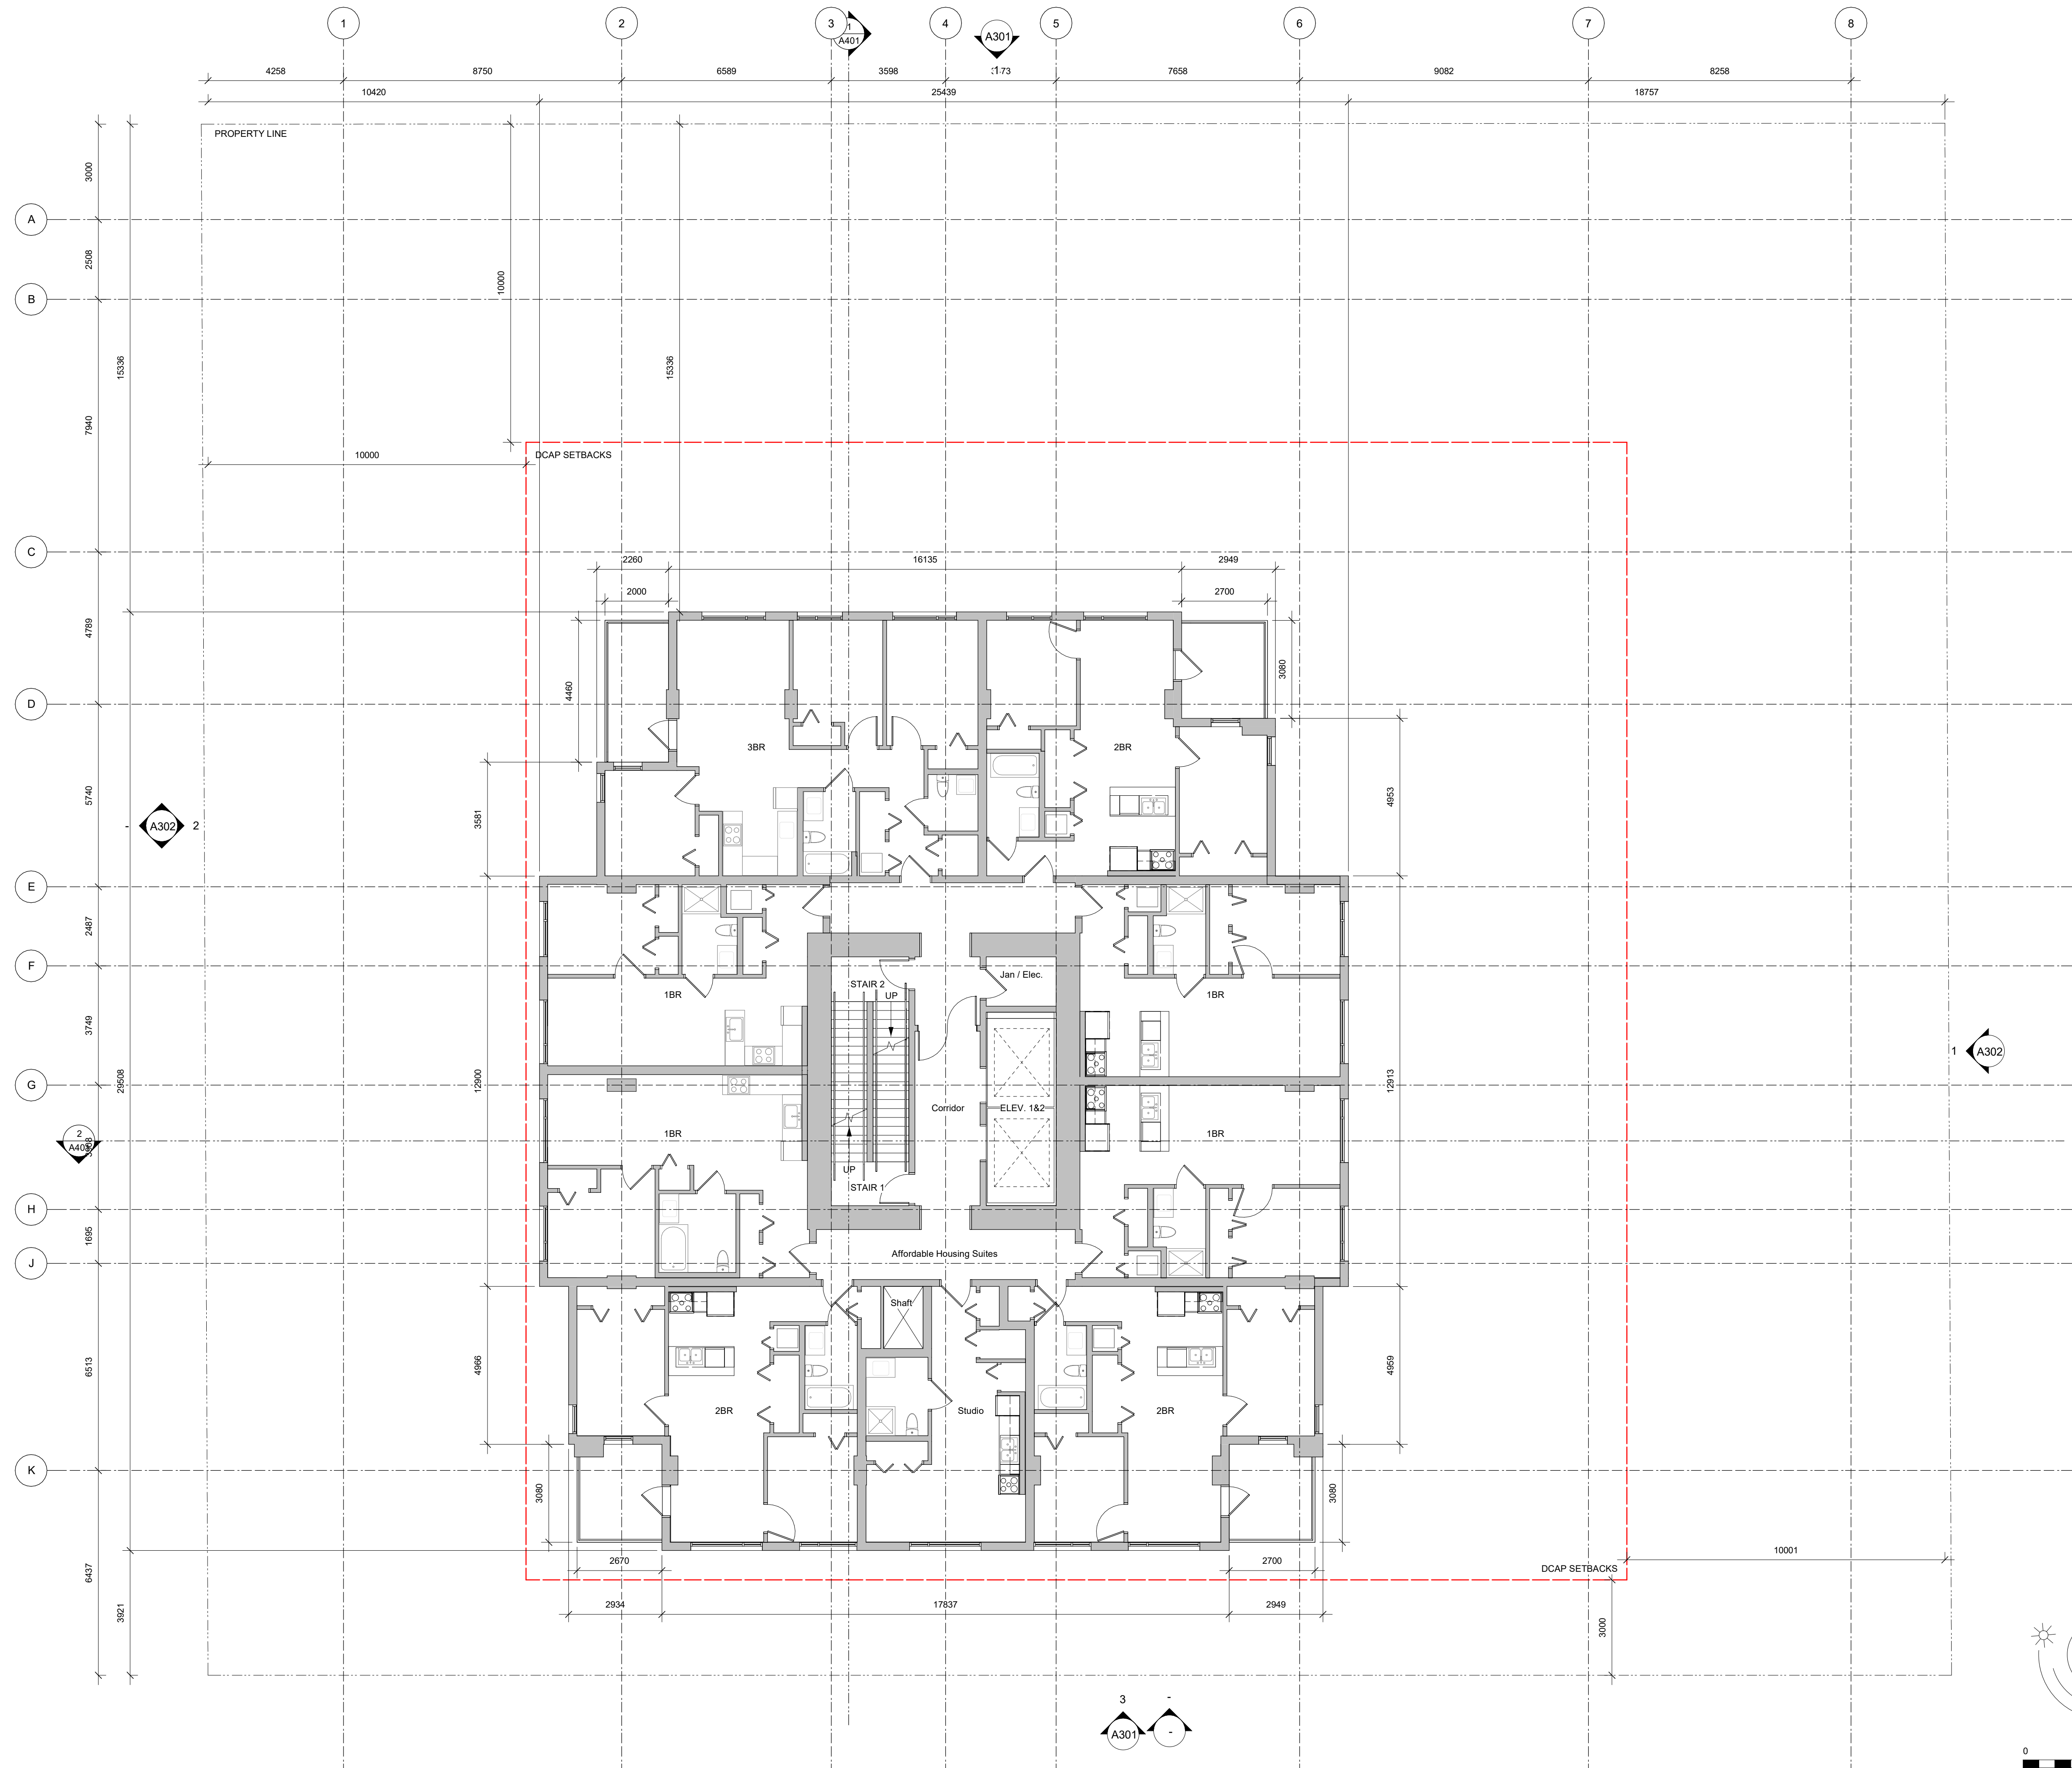 1 2 3 4 5 6 7 8
1
A401
A301
1
4258 8750 6589 3598 7658 9082 8258
10420 25439 18757
PROPERTY LINE
3000
A
2508
B
10000
15336
15336
7940
10000
DCAP SETBACKS
C
2260 16135 2949
2000 2700
4789
4460
3080
D
3BR
2BR
5740
3581
4953
- A302 2
E
2487
F
STAIR 2
UP
Jan / Elec.
1BR
1BR
3749
1 A302
G
29508
12900
12913
Corridor
ELEV. 1&2
1BR
1BR
2
UP
STAIR 1
H
1695
J
Affordable Housing Suites
Shaft
6513
4966
4959
2BR
Studio
2BR
K
3080
3080
6437
2670
2700
10001
DCAP SETBACKS
3921
2934 17837 2949
3000
3 -
A301 -
0